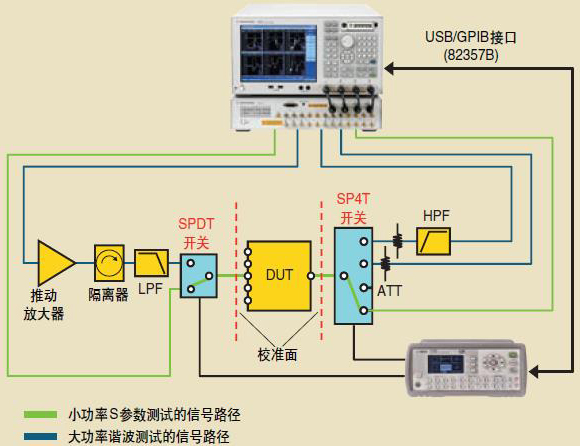 USB/GPIB接口
(82357B)
SPDT
开关
SP4T
开关
HPF
推动
放大器
隔离器
LPF
DUT
ATT
校准面
小功率S参数测试的信号路径
大功率谐波测试的信号路径